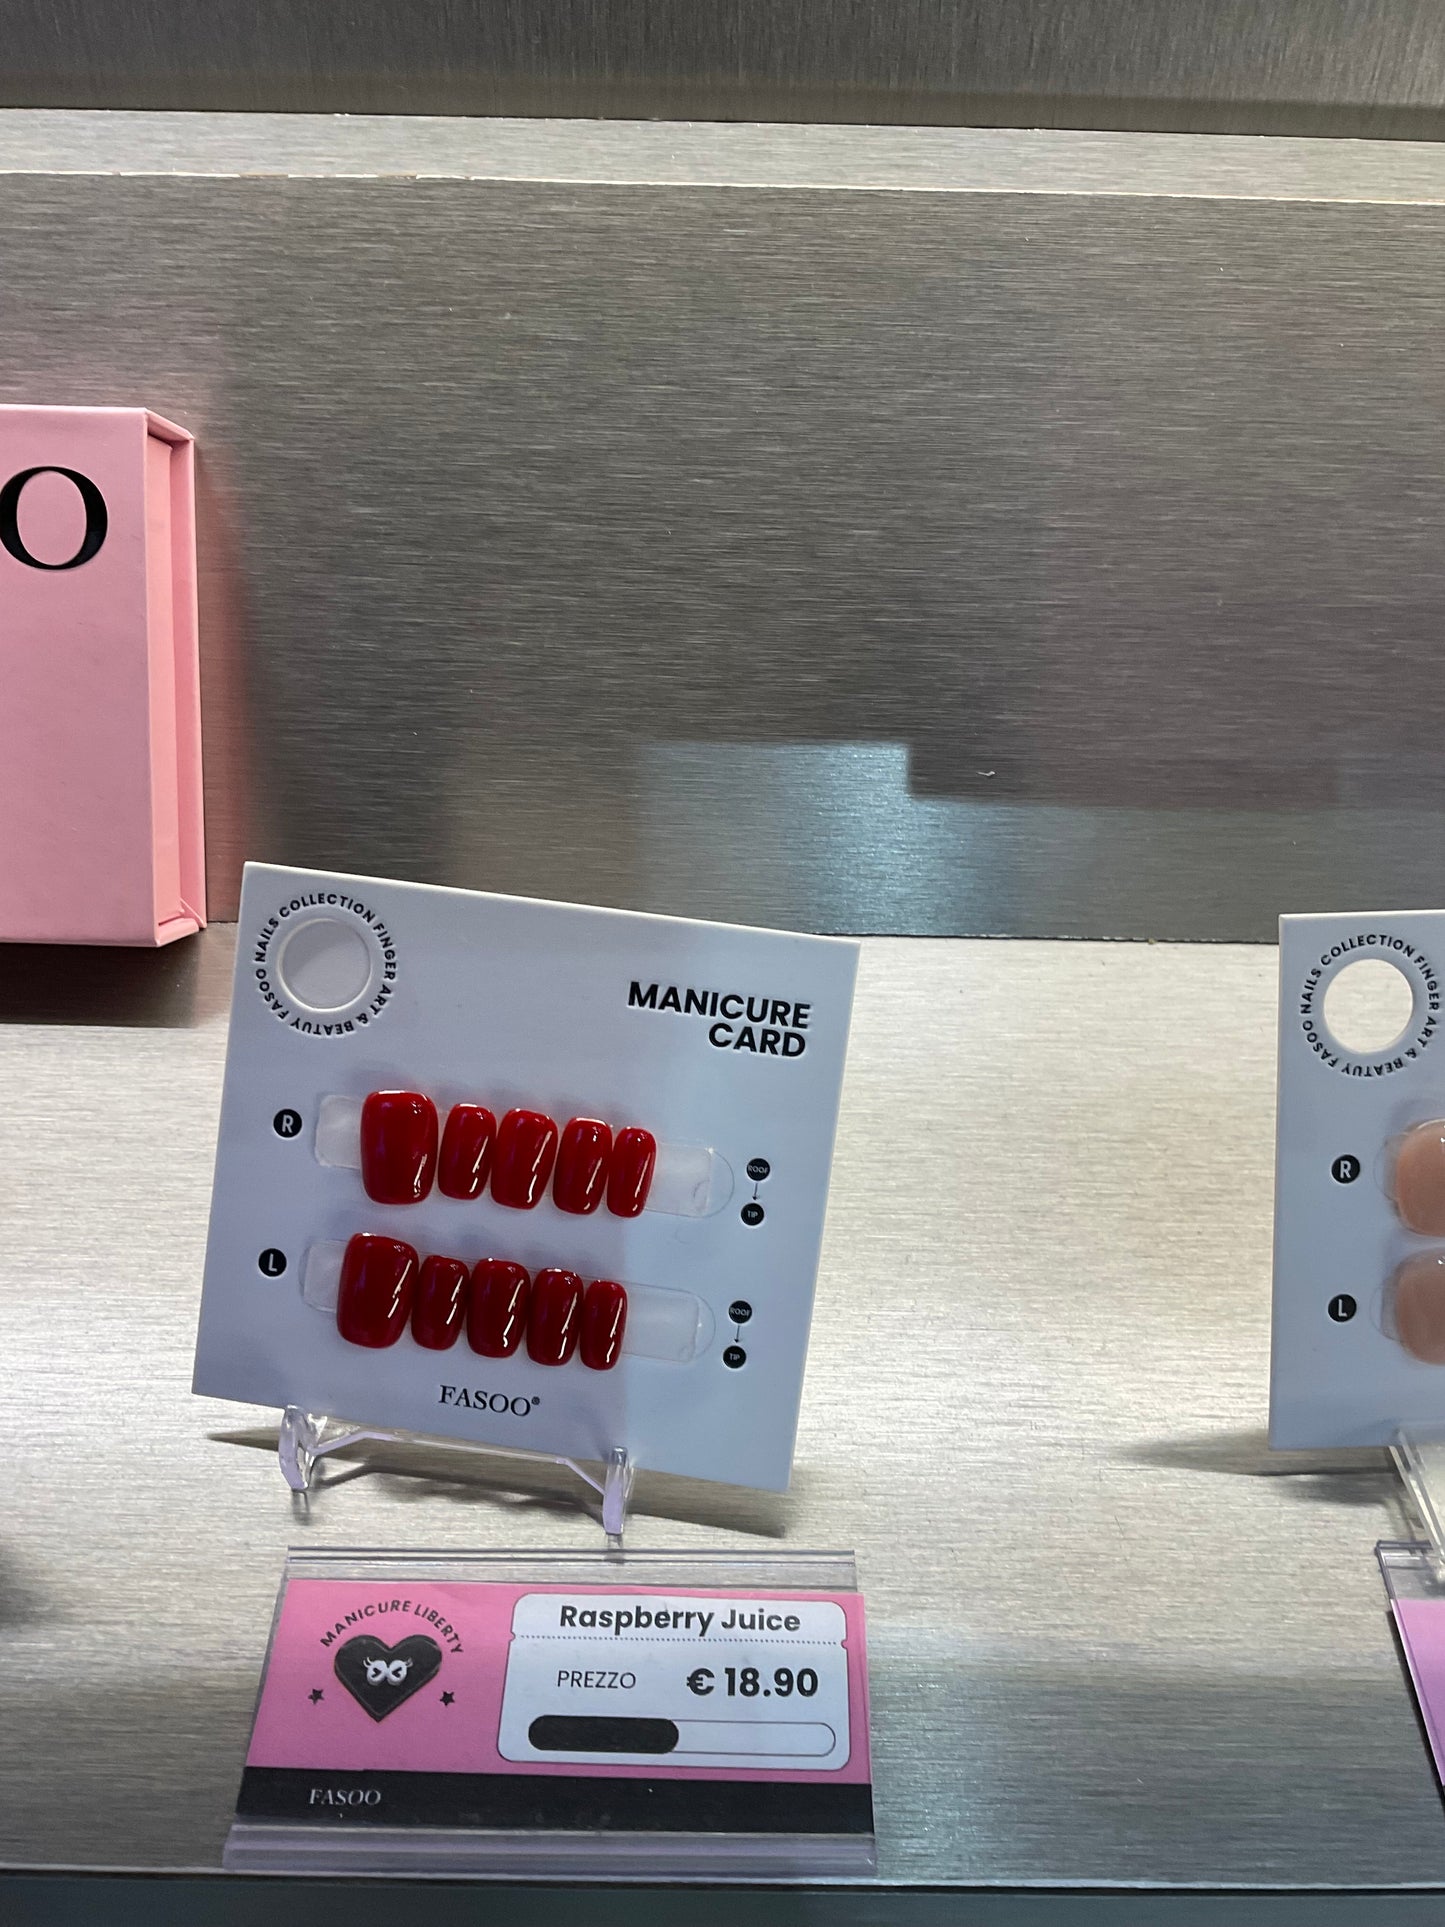 O
FASOO NAILS COLLECTION FINGER ART & BEATUY
MANICURE
CARD
R
ROOF
TIP
L
ROOF
TIP
FASOO®
FASOO NAILS COLLECTION FINGER ART & BEATUY
R
L
MANICURE LIBERTY
Raspberry Juice
PREZZO € 18.90
FASOO